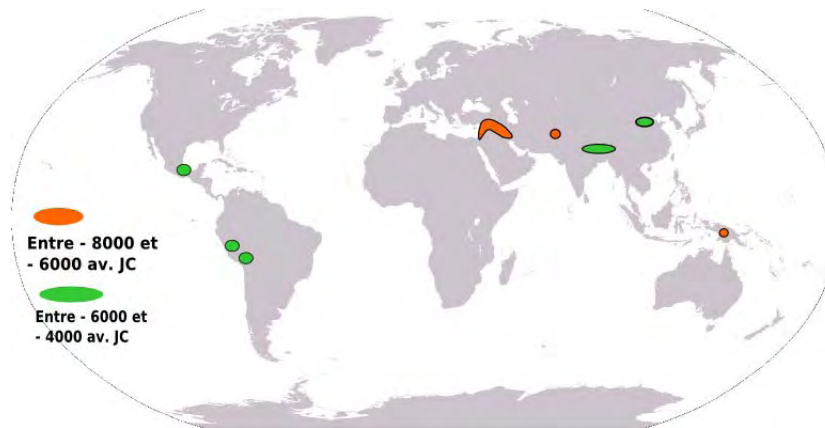 Entre - 8000 et
- 6000 av. JC
Entre - 6000 et
- 4000 av. JC